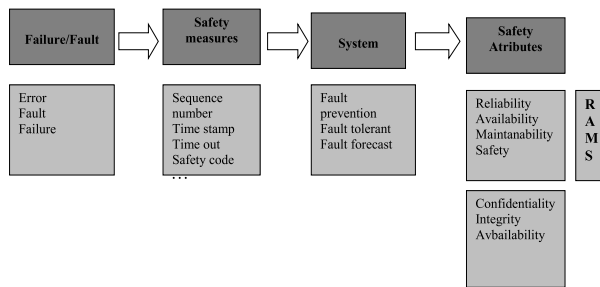 Failure/Fault
Safety
measures
System
Safety
Atributes
Error
Fault
Failure
Sequence
number
Time stamp
Time out
Safety code
...
Fault
prevention
Fault tolerant
Fault forecast
Reliability
Availability
Maintanability
Safety
R
A
M
S
Confidentiality
Integrity
Avbailability